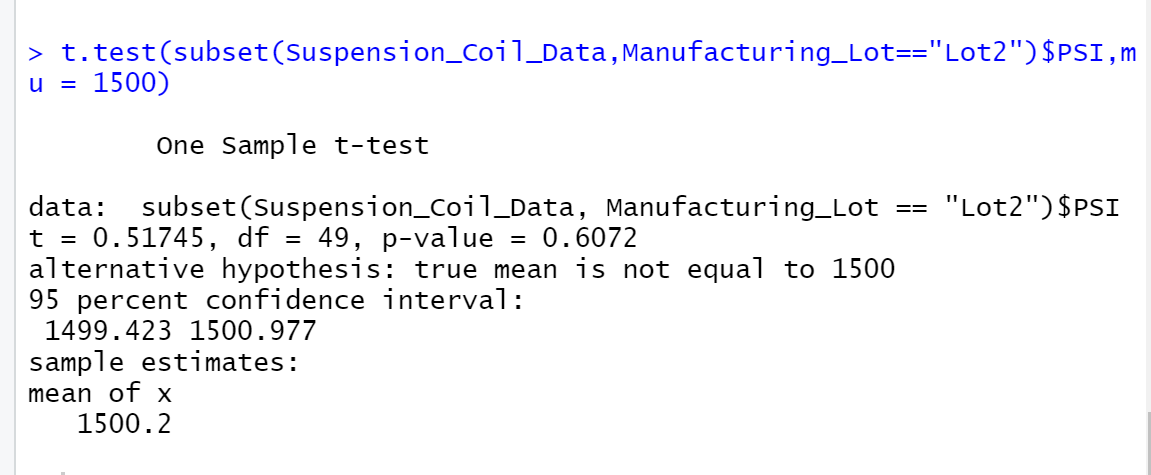 > t.test(subset(Suspension_Coil_Data,Manufacturing_Lot=="Lot2")$PSI,m
u = 1500)
One Sample t-test
data:  subset(Suspension_Coil_Data, Manufacturing_Lot == "Lot2")$PSI
t = 0.51745, df = 49, p-value = 0.6072
alternative hypothesis: true mean is not equal to 1500
95 percent confidence interval:
1499.423 1500.977
sample estimates:
mean of x
1500.2